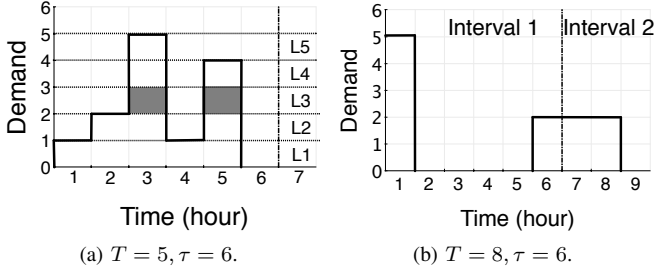 Demand
6
5
4
3
2
1
0
L5
L4
L3
L2
L1
1 2 3 4 5 6 7
Time (hour)
(a) T = 5, τ = 6.
Demand
6
5
4
3
2
1
0
Interval 1 Interval 2
1 2 3 4 5 6 7 8 9
Time (hour)
(b) T = 8, τ = 6.